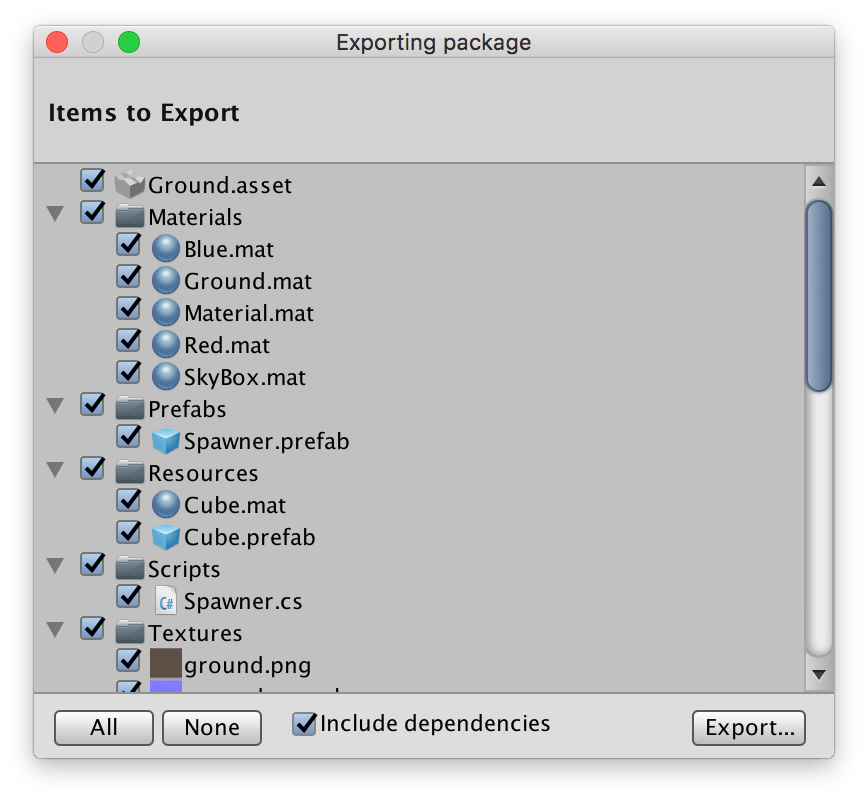 Exporting package
Items to Export
Ground.asset
Materials
Blue.mat
Ground.mat
Material.mat
Red.mat
SkyBox.mat
Prefabs
Spawner.prefab
Resources
Cube.mat
Cube.prefab
Scripts
C# Spawner.cs
Textures
ground.png
All None Include dependencies Export...